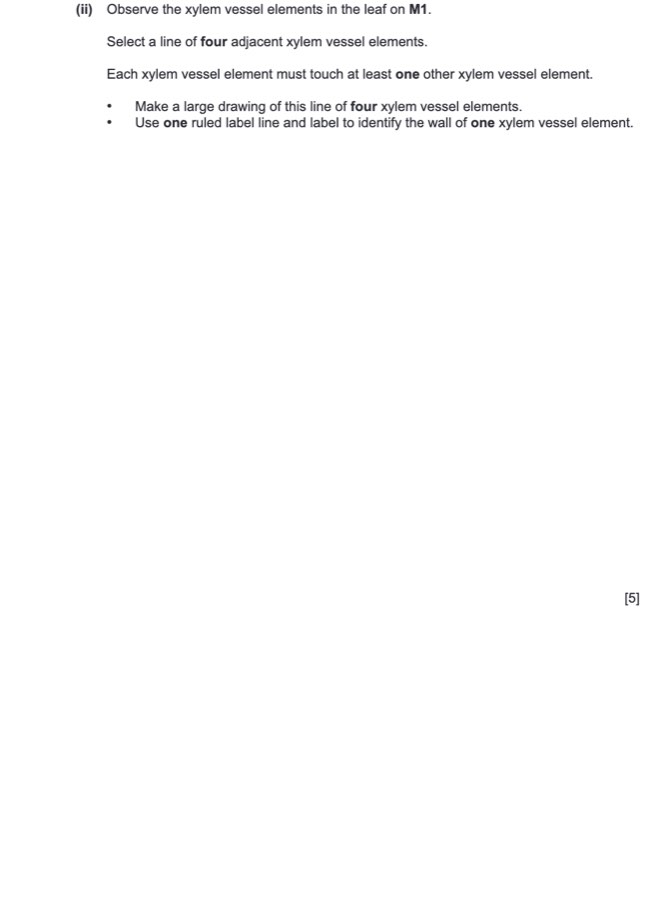 (ii) Observe the xylem vessel elements in the leaf on M1.
Select a line of four adjacent xylem vessel elements.
Each xylem vessel element must touch at least one other xylem vessel element.
• Make a large drawing of this line of four xylem vessel elements.
• Use one ruled label line and label to identify the wall of one xylem vessel element.
[5]